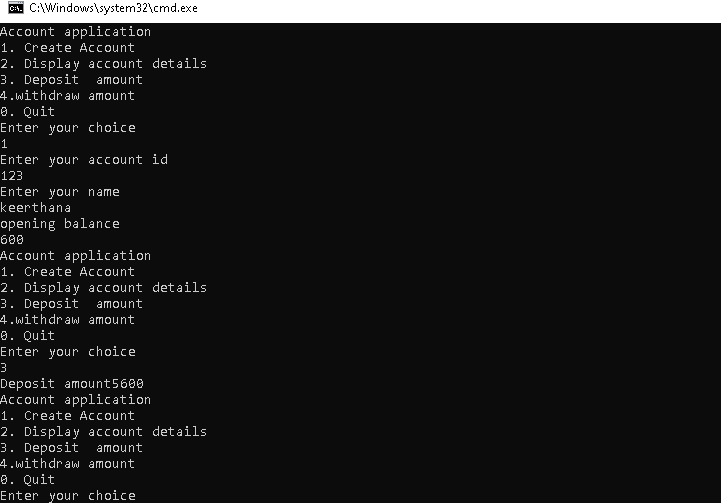 C:\Windows\system32\cmd.exe
Account application
1. Create Account
2. Display account details
3. Deposit  amount
4.withdraw amount
0. Quit
Enter your choice
1
Enter your account id
123
Enter your name
keerthana
opening balance
600
Account application
1. Create Account
2. Display account details
3. Deposit  amount
4.withdraw amount
0. Quit
Enter your choice
3
Deposit amount5600
Account application
1. Create Account
2. Display account details
3. Deposit  amount
4.withdraw amount
0. Quit
Enter your choice